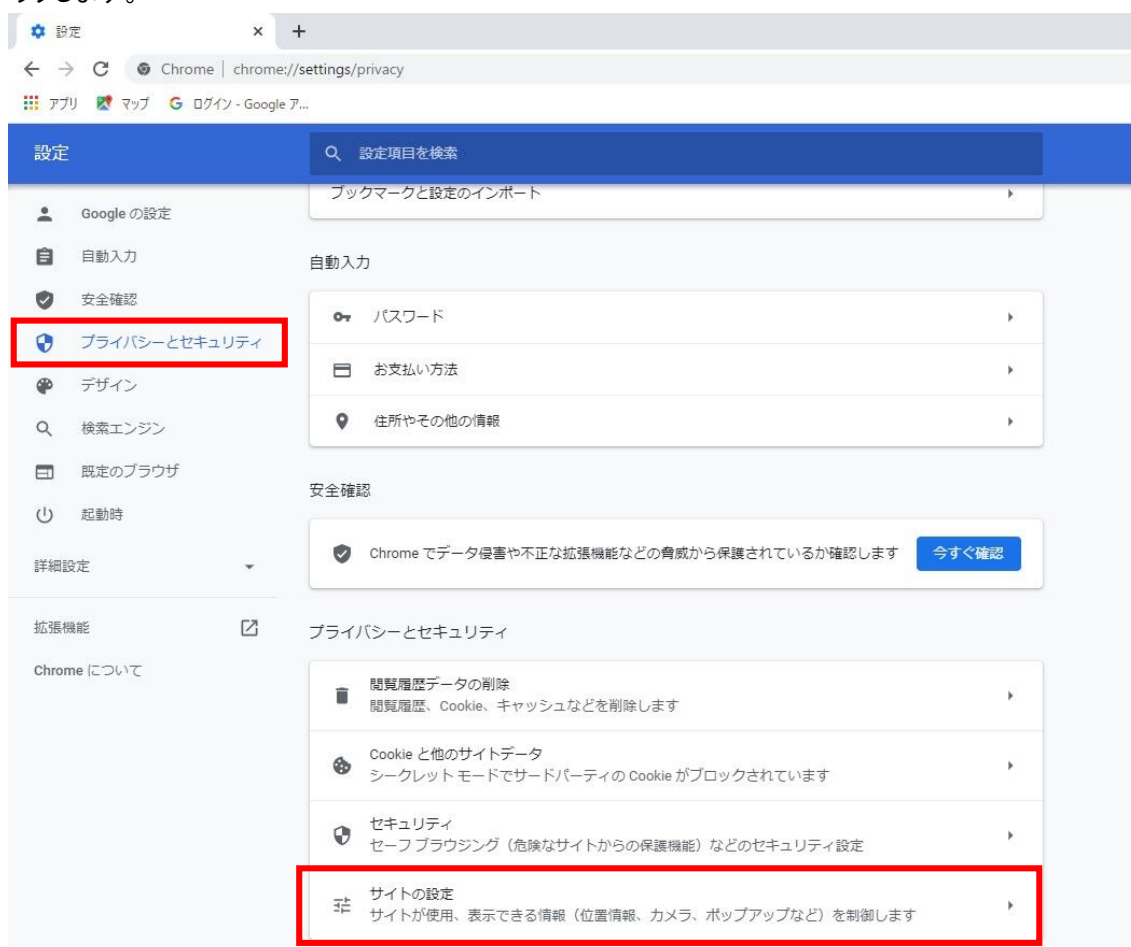 ックします。
設定
Chrome | chrome://settings/privacy
アプリ マップ ログイン - Google ア...
設定
設定項目を検索
Google の設定
自動入力
安全確認
プライバシーとセキュリティ
デザイン
検索エンジン
既定のブラウザ
起動時
詳細設定
拡張機能
Chrome について
ブックマークと設定のインポート
自動入力
パスワード
お支払い方法
住所やその他の情報
安全確認
Chrome でデータ侵害や不正な拡張機能などの脅威から保護されているか確認します 今すぐ確認
プライバシーとセキュリティ
閲覧履歴データの削除
閲覧履歴、Cookie、キャッシュなどを削除します
Cookie と他のサイトデータ
シークレット モードでサードパーティの Cookie がブロックされています
セキュリティ
セーフ ブラウジング（危険なサイトからの保護機能）などのセキュリティ設定
サイトの設定
サイトが使用、表示できる情報（位置情報、カメラ、ポップアップなど）を制御します